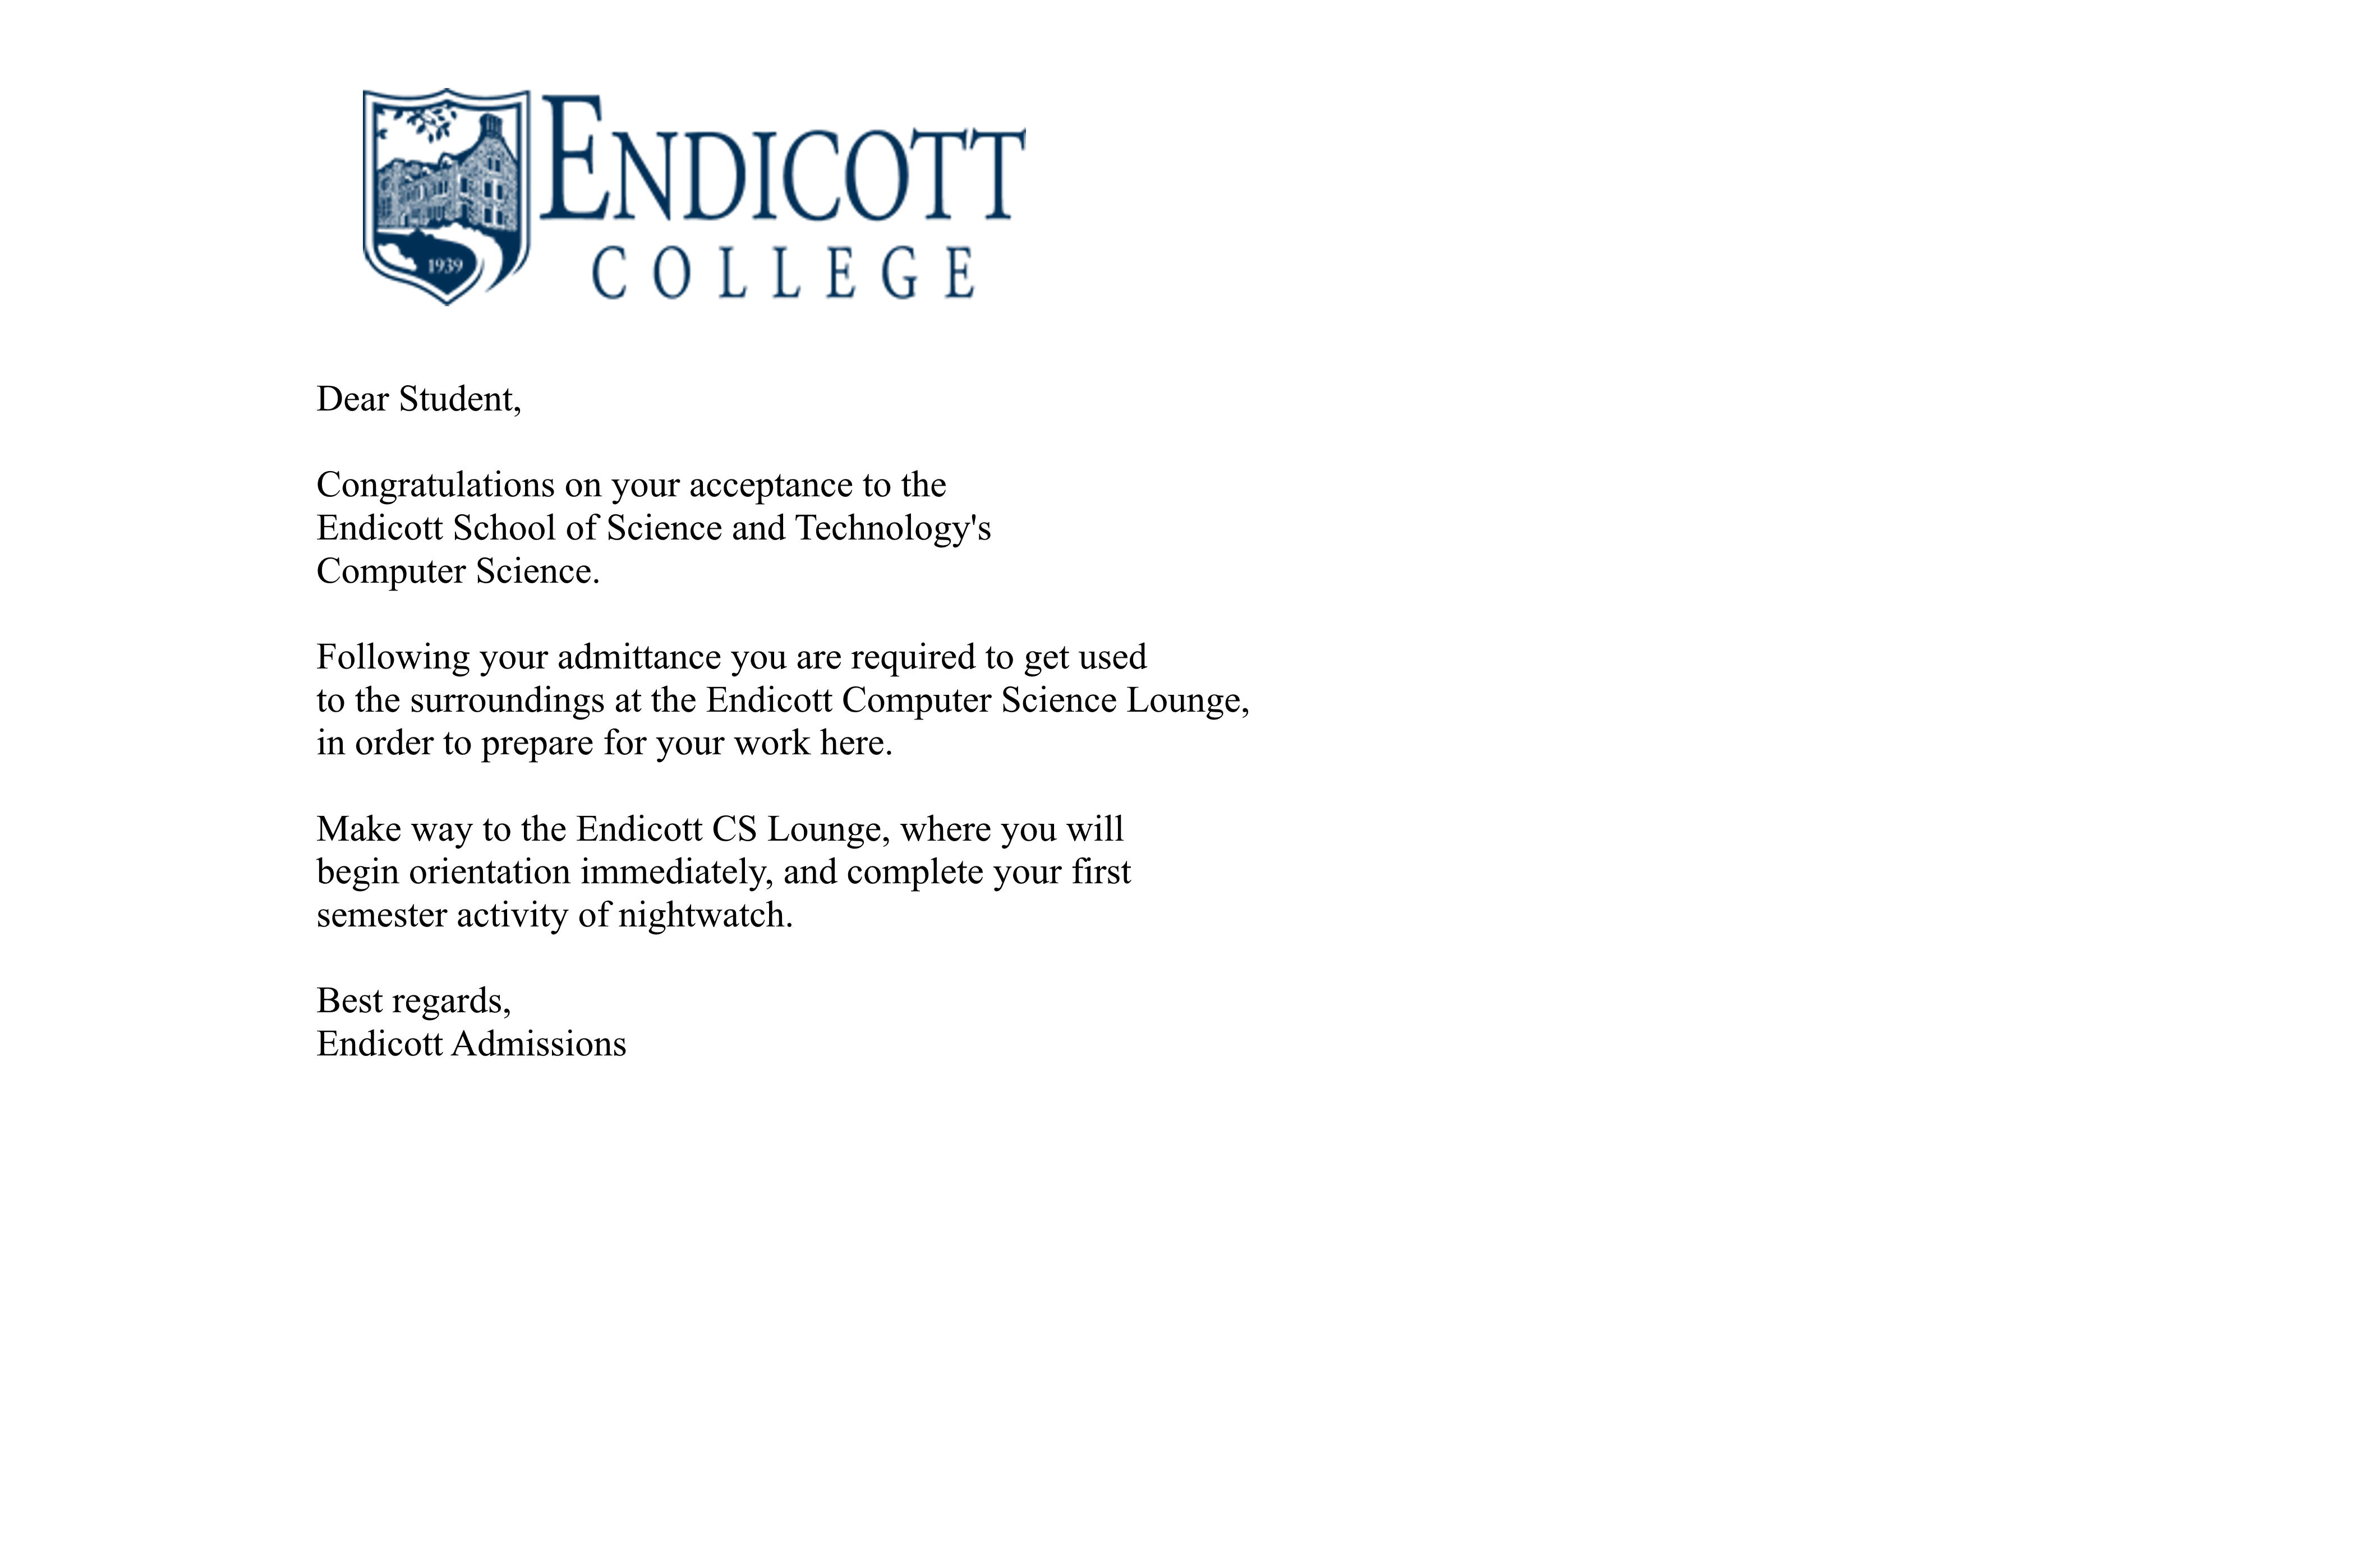 ENDICOTT
COLLEGE
1939
Dear Student,
Congratulations on your acceptance to the
Endicott School of Science and Technology's
Computer Science.
Following your admittance you are required to get used
to the surroundings at the Endicott Computer Science Lounge,
in order to prepare for your work here.
Make way to the Endicott CS Lounge, where you will
begin orientation immediately, and complete your first
semester activity of nightwatch.
Best regards,
Endicott Admissions